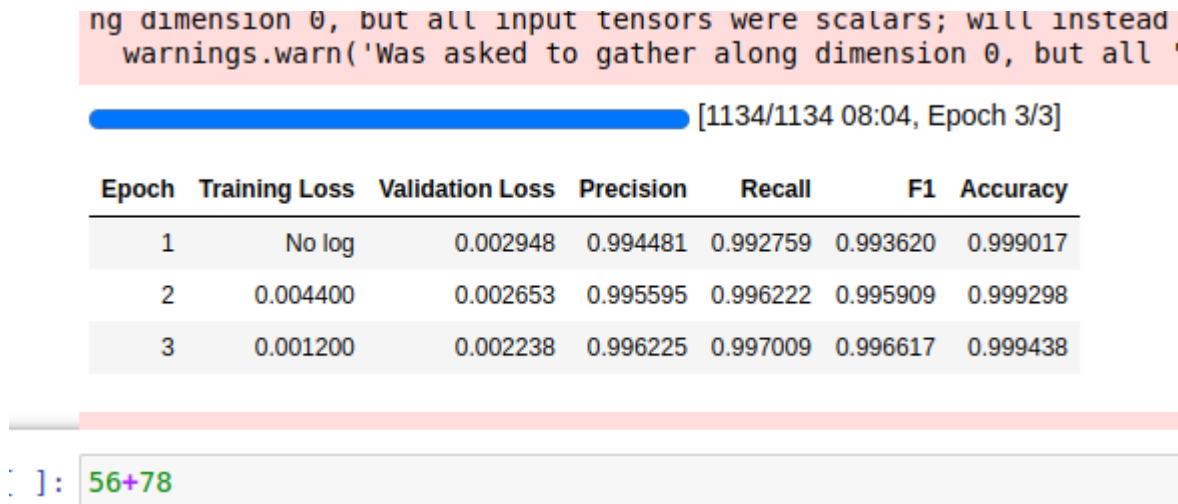 ng dimension 0, but all input tensors were scalars; will instead
warnings.warn('Was asked to gather along dimension 0, but all '
[1134/1134 08:04, Epoch 3/3]
Epoch Training Loss Validation Loss Precision Recall F1 Accuracy
1 No log 0.002948 0.994481 0.992759 0.993620 0.999017
2 0.004400 0.002653 0.995595 0.996222 0.995909 0.999298
3 0.001200 0.002238 0.996225 0.997009 0.996617 0.999438
[ ]: 56+78